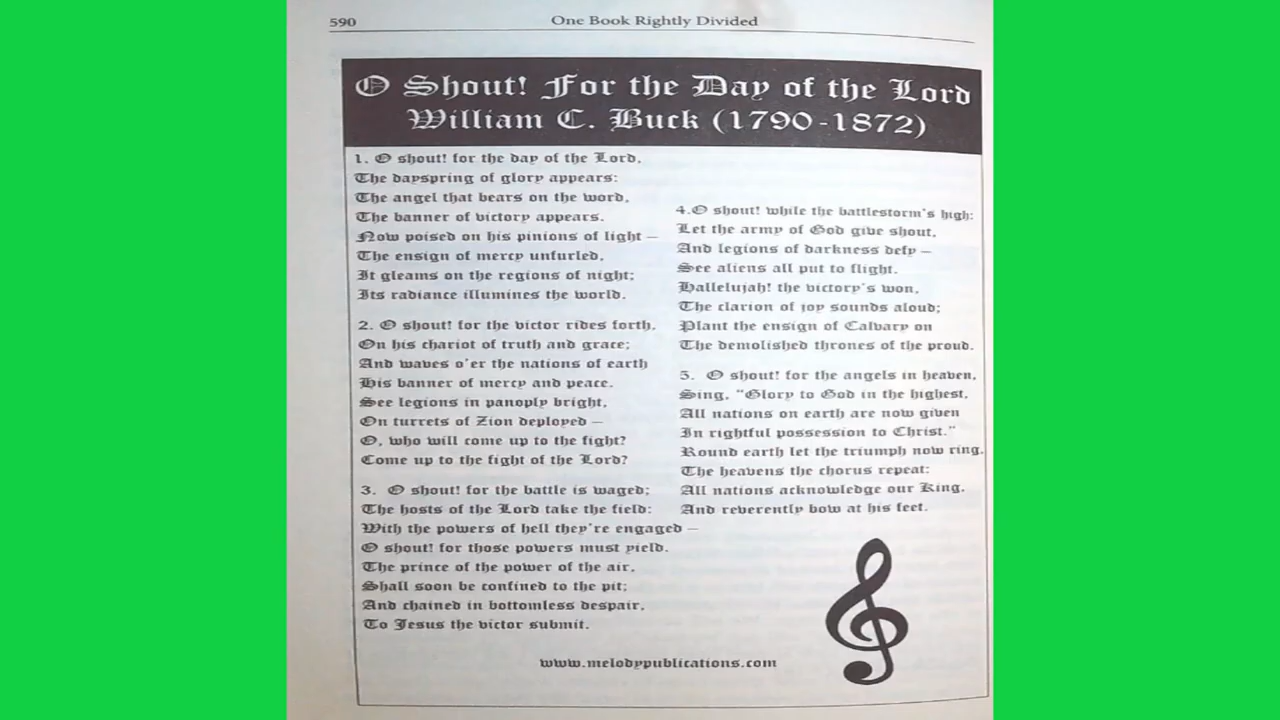 590
One Book Rightly Divided
O Shout! For the Day of the Lord
William C. Buck (1790-1872)
1. O shout! for the day of the Lord,
The dayspring of glory appears:
The angel that bears on the word,
The banner of victory appears.
Now poised on his pinions of light –
The ensign of mercy unfurled,
It gleams on the regions of night;
Its radiance illumines the world.
2. O shout! for the victor rides forth,
On his chariot of truth and grace;
And waves o'er the nations of earth
His banner of mercy and peace.
See legions in panoply bright,
On turrets of Zion deployed –
O, who will come up to the fight?
Come up to the fight of the Lord?
3. O shout! for the battle is waged;
The hosts of the Lord take the field:
With the powers of hell they're engaged –
O shout! for those powers must yield.
The prince of the power of the air,
Shall soon be confined to the pit;
And chained in bottomless despair,
To Jesus the victor submit.
4.O shout! while the battlestorm's high:
Let the army of God give shout,
And legions of darkness defy –
See aliens all put to flight.
Hallelujah! the victory's won,
The clarion of joy sounds aloud;
Plant the ensign of Calvary on
The demolished thrones of the proud.
5. O shout! for the angels in heaven,
Sing, "Glory to God in the highest,
All nations on earth are now given
In rightful possession to Christ."
Round earth let the triumph now ring,
The heavens the chorus repeat:
All nations acknowledge our King,
And reverently bow at his feet.
www.melodypublications.com